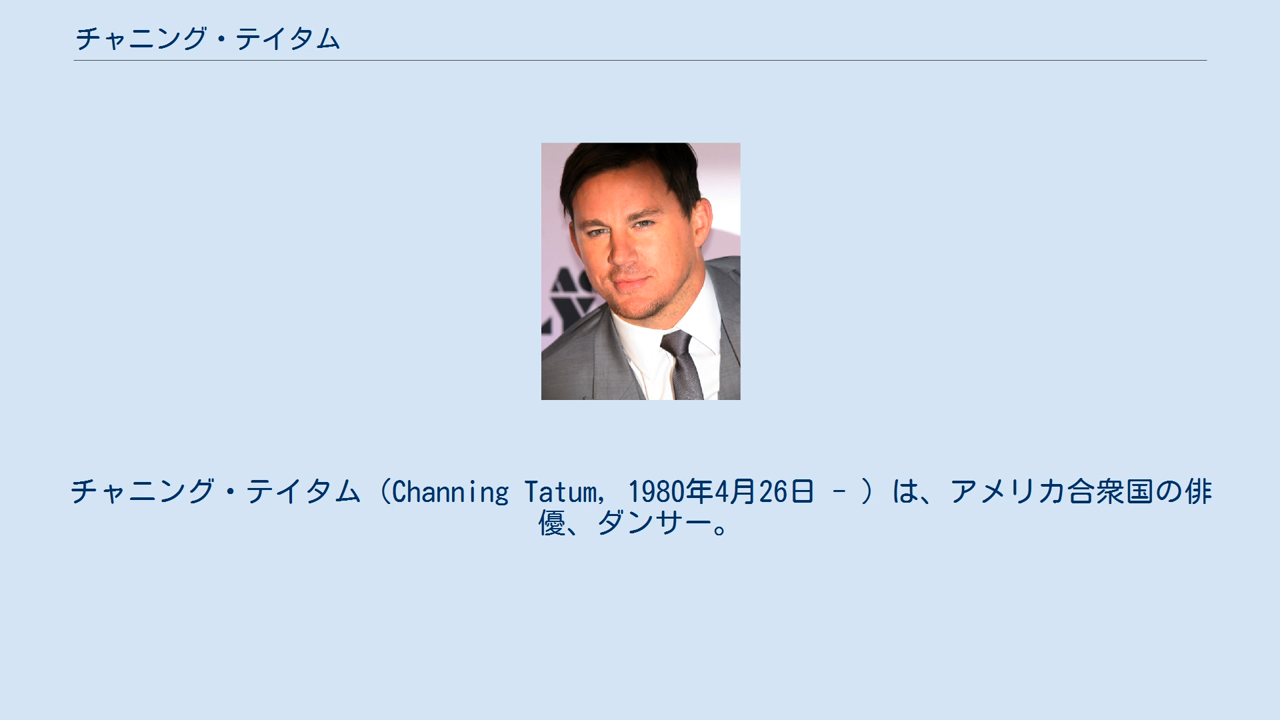 チャニング・テイタム
チャニング・テイタム（Channing Tatum, 1980年4月26日 - ）は、アメリカ合衆国の俳
優、ダンサー。